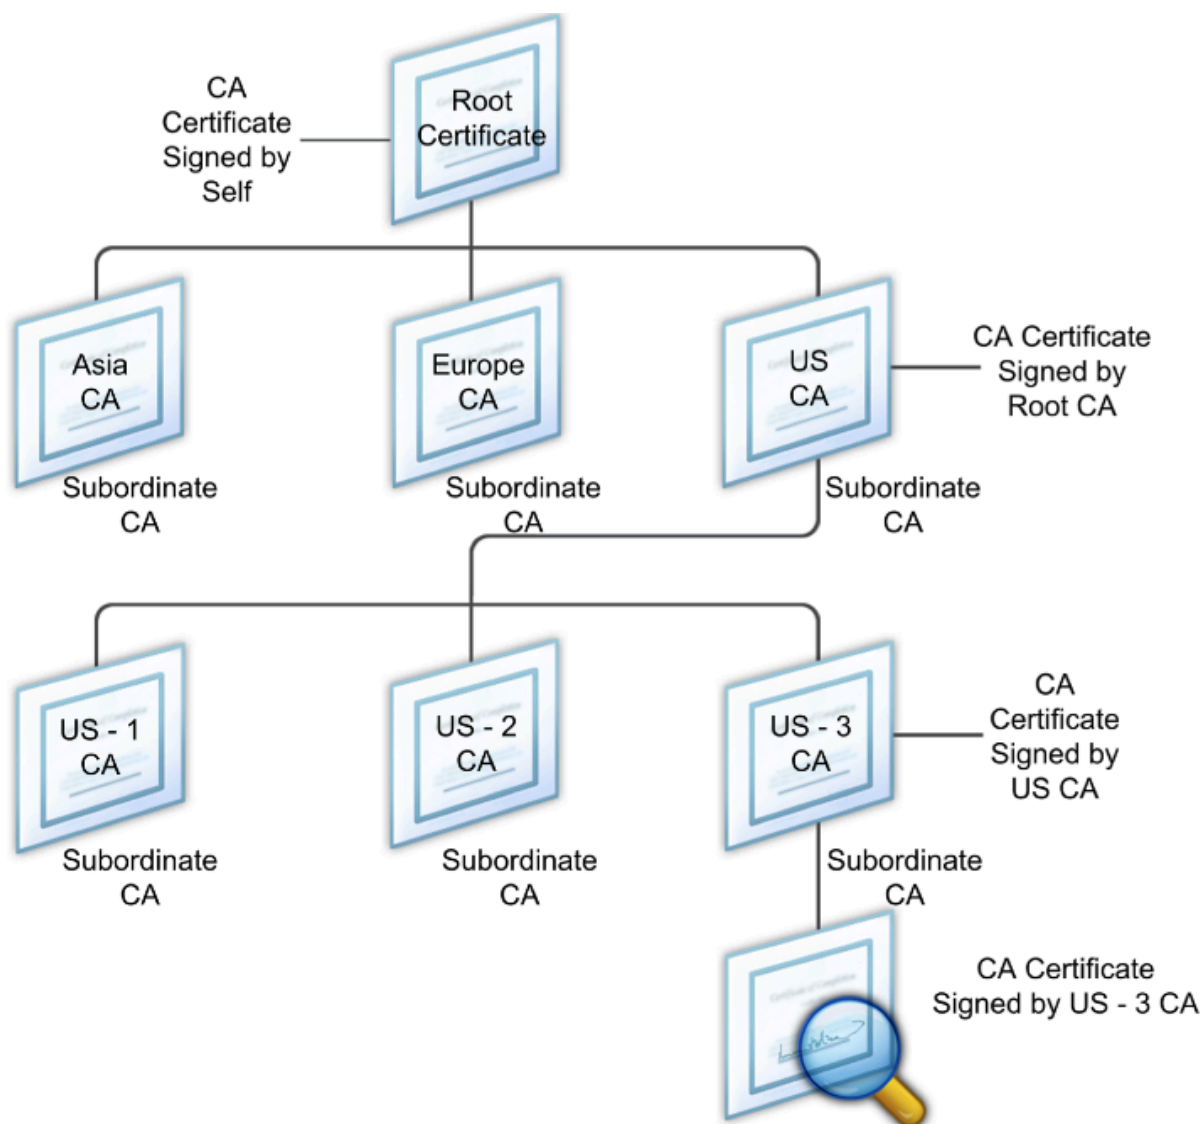 CA
Certificate
Signed by
Self
Root
Certificate
Asia
CA
Europe
CA
US
CA
CA Certificate
Signed by
Root CA
Subordinate
CA
Subordinate
CA
Subordinate
CA
US - 1
CA
US - 2
CA
US - 3
CA
CA
Certificate
Signed by
US CA
Subordinate
CA
Subordinate
CA
Subordinate
CA
CA Certificate
Signed by US - 3 CA